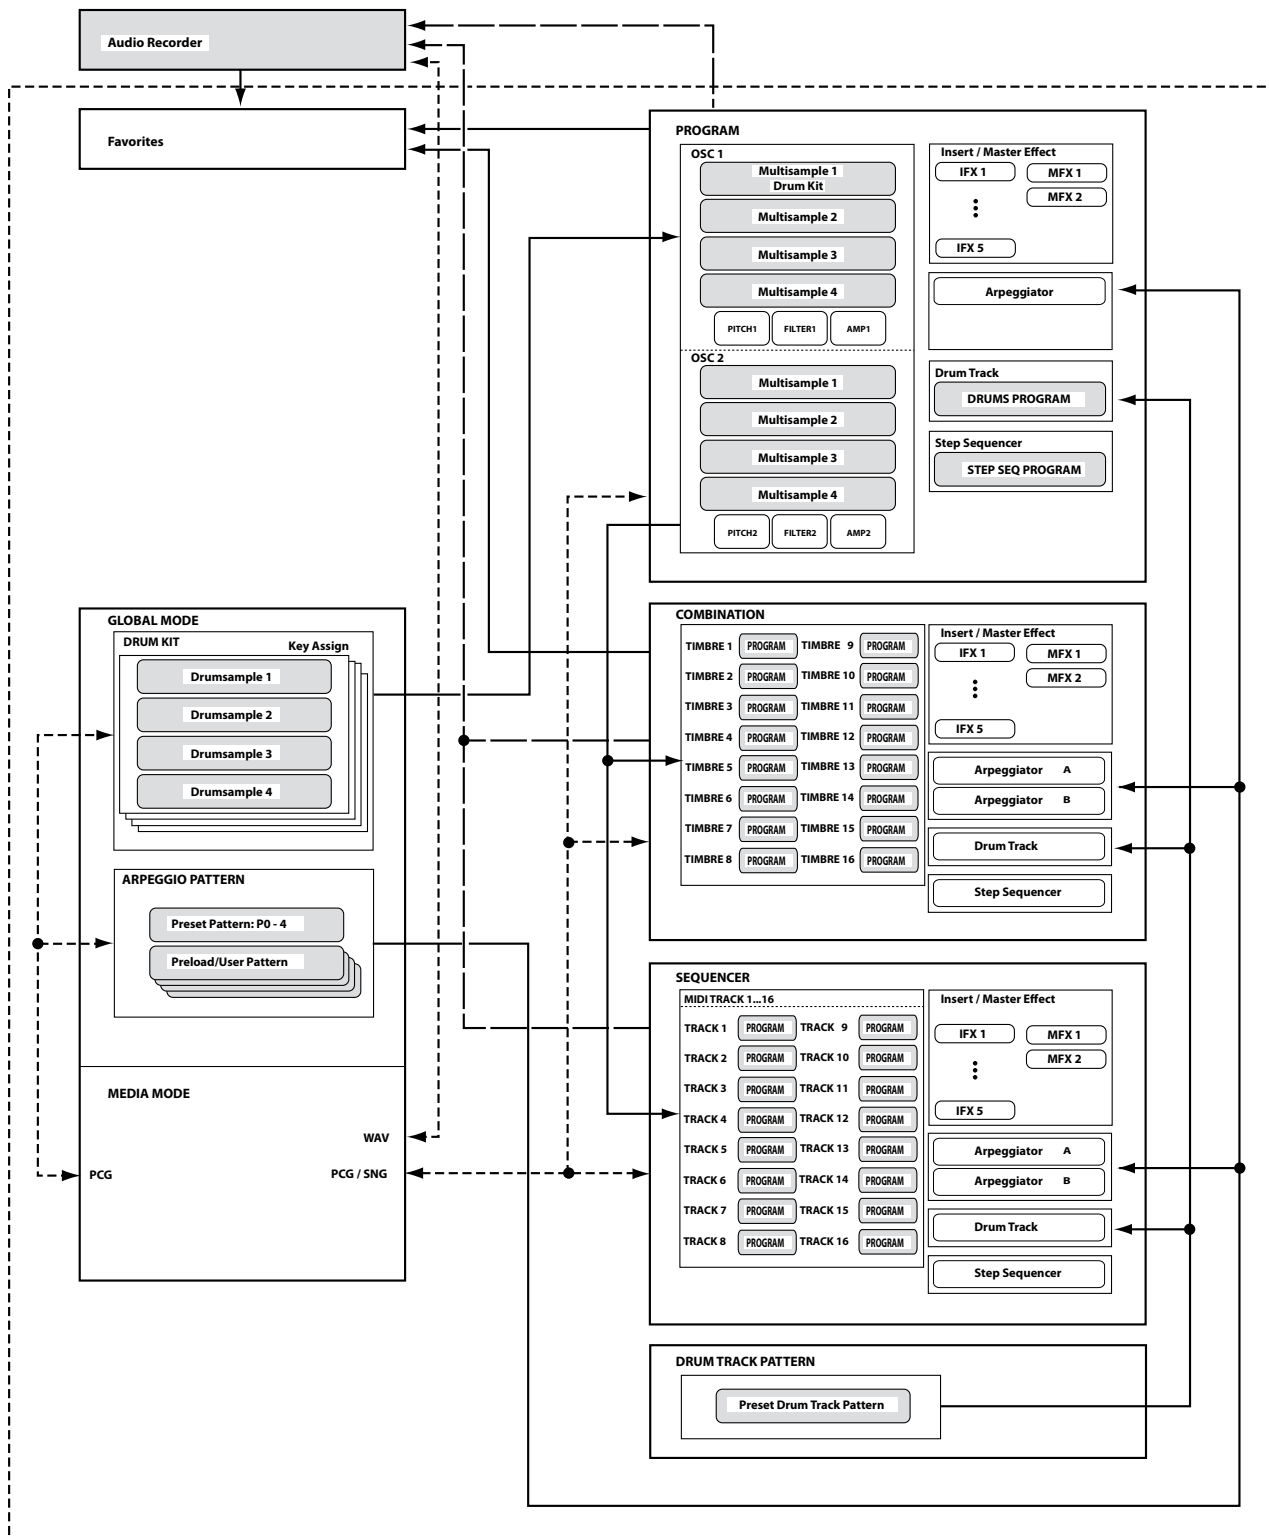 Audio Recorder
Favorites
PROGRAM
OSC 1
Multisample 1
Drum Kit
Multisample 2
Multisample 3
Multisample 4
PITCH1 FILTER1 AMP1
OSC 2
Multisample 1
Multisample 2
Multisample 3
Multisample 4
PITCH2 FILTER2 AMP2
Insert / Master Effect
IFX 1 MFX 1
MFX 2
IFX 5
Arpeggiator
Drum Track
DRUMS PROGRAM
Step Sequencer
STEP SEQ PROGRAM
GLOBAL MODE
DRUM KIT
Key Assign
Drumsample 1
Drumsample 2
Drumsample 3
Drumsample 4
ARPEGGIO PATTERN
Preset Pattern: P0 - 4
Preload/User Pattern
MEDIA MODE
WAV
PCG PCG / SNG
COMBINATION
TIMBRE 1 PROGRAM TIMBRE 9 PROGRAM
TIMBRE 2 PROGRAM TIMBRE 10 PROGRAM
TIMBRE 3 PROGRAM TIMBRE 11 PROGRAM
TIMBRE 4 PROGRAM TIMBRE 12 PROGRAM
TIMBRE 5 PROGRAM TIMBRE 13 PROGRAM
TIMBRE 6 PROGRAM TIMBRE 14 PROGRAM
TIMBRE 7 PROGRAM TIMBRE 15 PROGRAM
TIMBRE 8 PROGRAM TIMBRE 16 PROGRAM
Insert / Master Effect
IFX 1 MFX 1
MFX 2
IFX 5
Arpeggiator A
Arpeggiator B
Drum Track
Step Sequencer
SEQUENCER
MIDI TRACK 1...16
TRACK 1 PROGRAM TRACK 9 PROGRAM
TRACK 2 PROGRAM TRACK 10 PROGRAM
TRACK 3 PROGRAM TRACK 11 PROGRAM
TRACK 4 PROGRAM TRACK 12 PROGRAM
TRACK 5 PROGRAM TRACK 13 PROGRAM
TRACK 6 PROGRAM TRACK 14 PROGRAM
TRACK 7 PROGRAM TRACK 15 PROGRAM
TRACK 8 PROGRAM TRACK 16 PROGRAM
Insert / Master Effect
IFX 1 MFX 1
MFX 2
IFX 5
Arpeggiator A
Arpeggiator B
Drum Track
Step Sequencer
DRUM TRACK PATTERN
Preset Drum Track Pattern